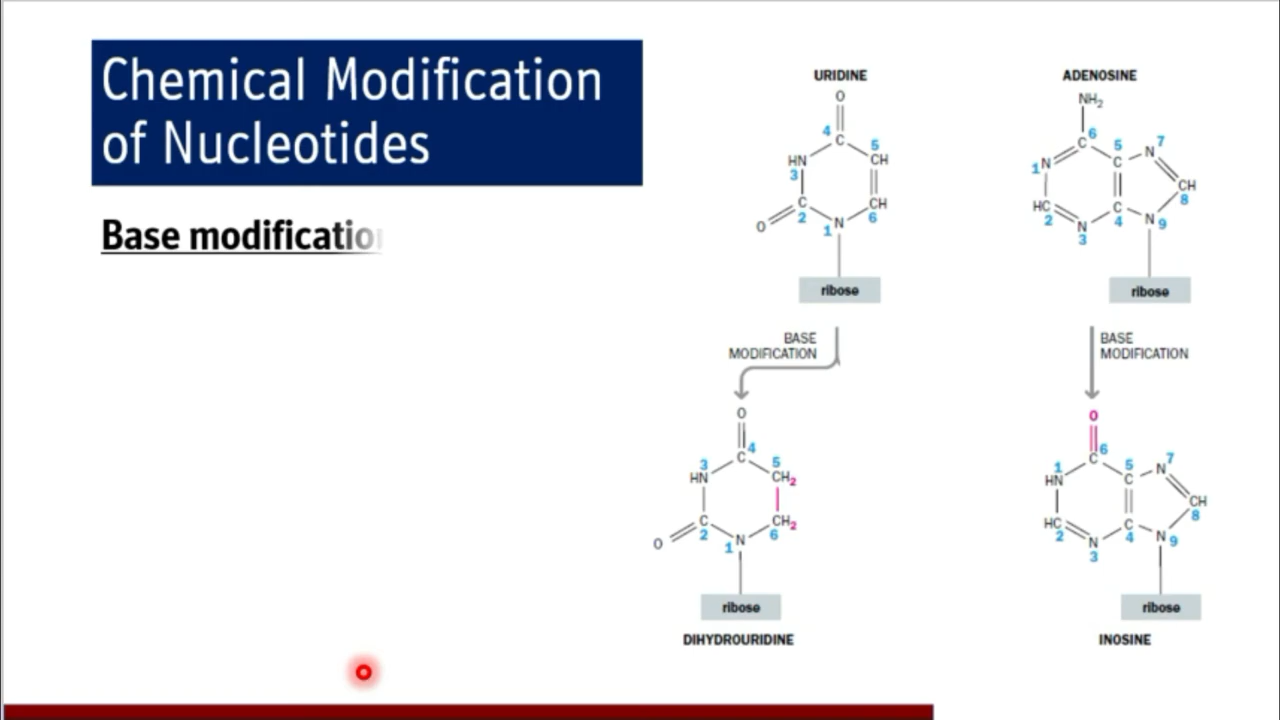 Chemical Modification
of Nucleotides
Base modification
URIDINE
O
4
C
5
HN
CH
3
C
CH
2
6
O
N
1
ribose
ADENOSINE
NH2
6
C
5
7
N
1
N
C
CH
8
HC
2
C
4
N
9
N
3
ribose
BASE
MODIFICATION
BASE
MODIFICATION
O
4
C
3
5
HN
CH2
C
CH2
2
6
O
N
1
ribose
DIHYDROURIDINE
O
6
C
1
5
7
N
HN
C
CH
8
HC
2
C
4
N
9
N
3
ribose
INOSINE